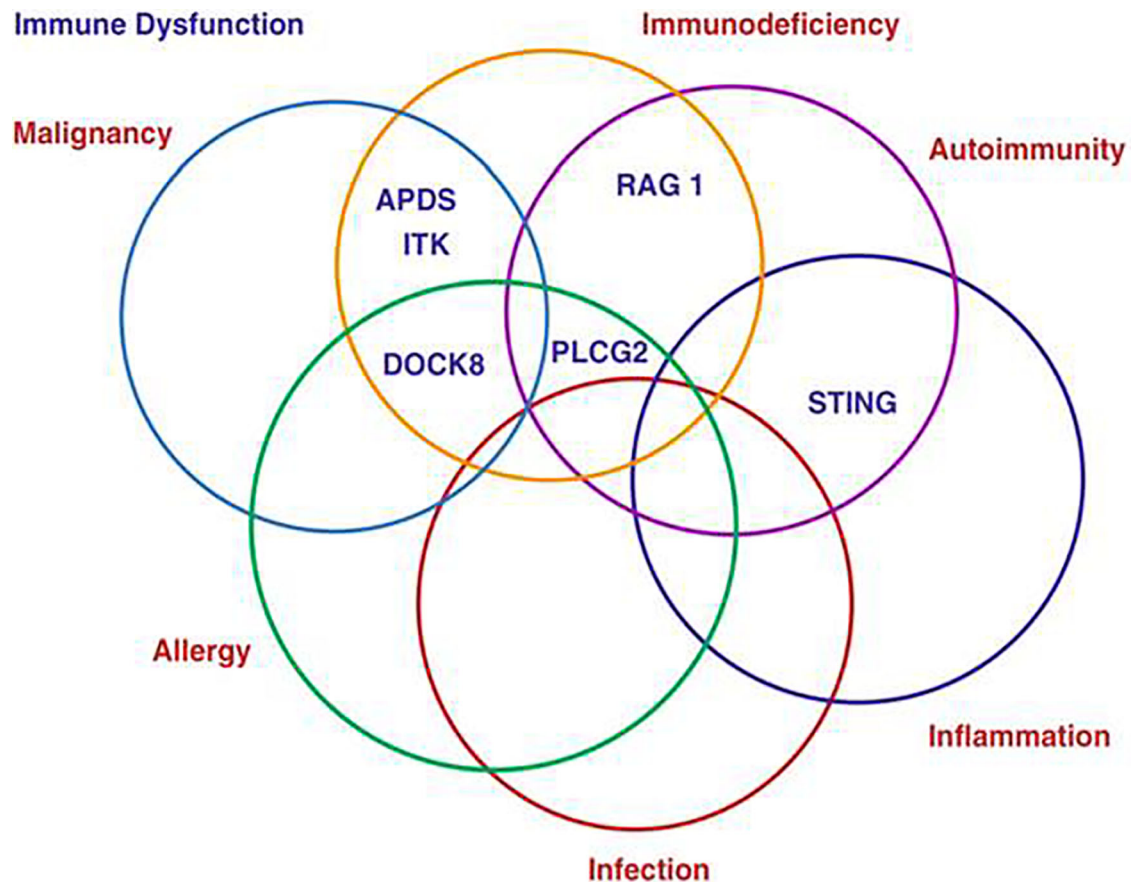 Immune Dysfunction
Immunodeficiency
Malignancy
Autoimmunity
APDS
ITK
RAG 1
DOCK8
PLCG2
STING
Allergy
Inflammation
Infection